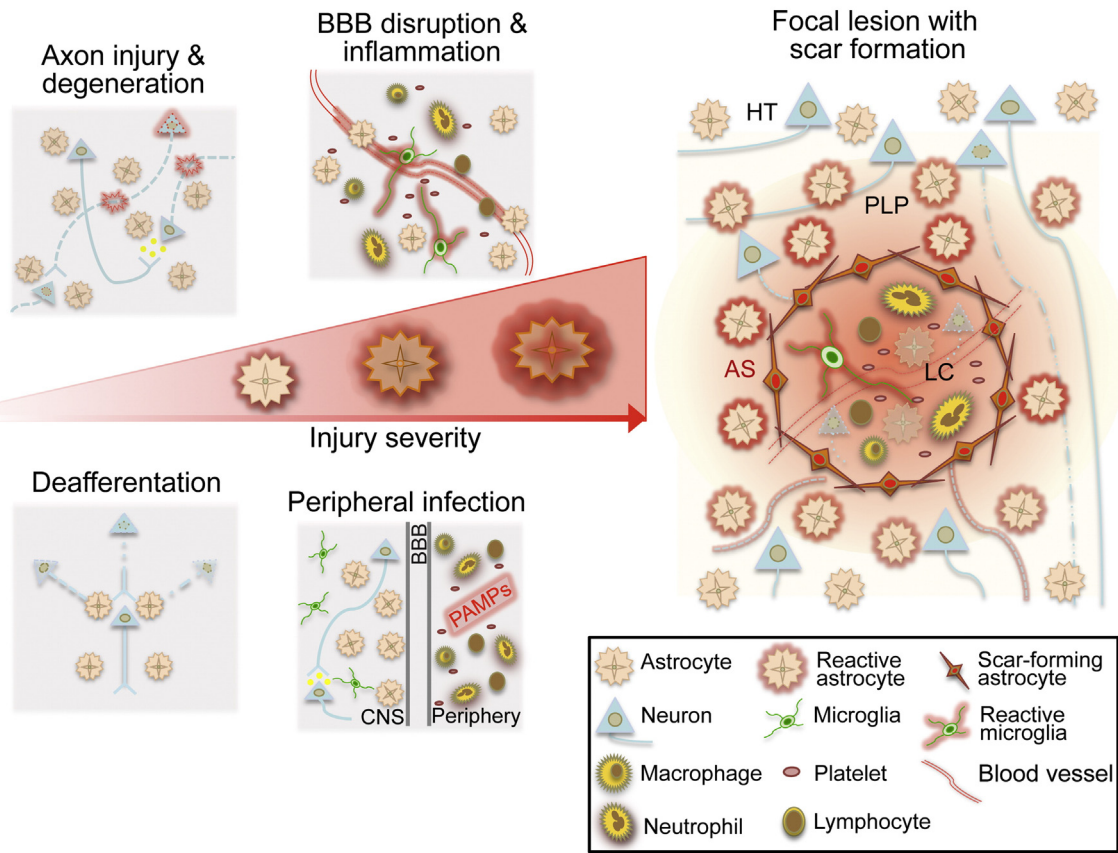 Axon injury &
degeneration
BBB disruption &
inflammation
Focal lesion with
scar formation
HT
PLP
AS
LC
Injury severity
Deafferentation
Peripheral infection
BBB
PAMPs
CNS
Periphery
Astrocyte
Reactive
astrocyte
Scar-forming
astrocyte
Neuron
Microglia
Reactive
microglia
Macrophage
Platelet
Blood vessel
Neutrophil
Lymphocyte